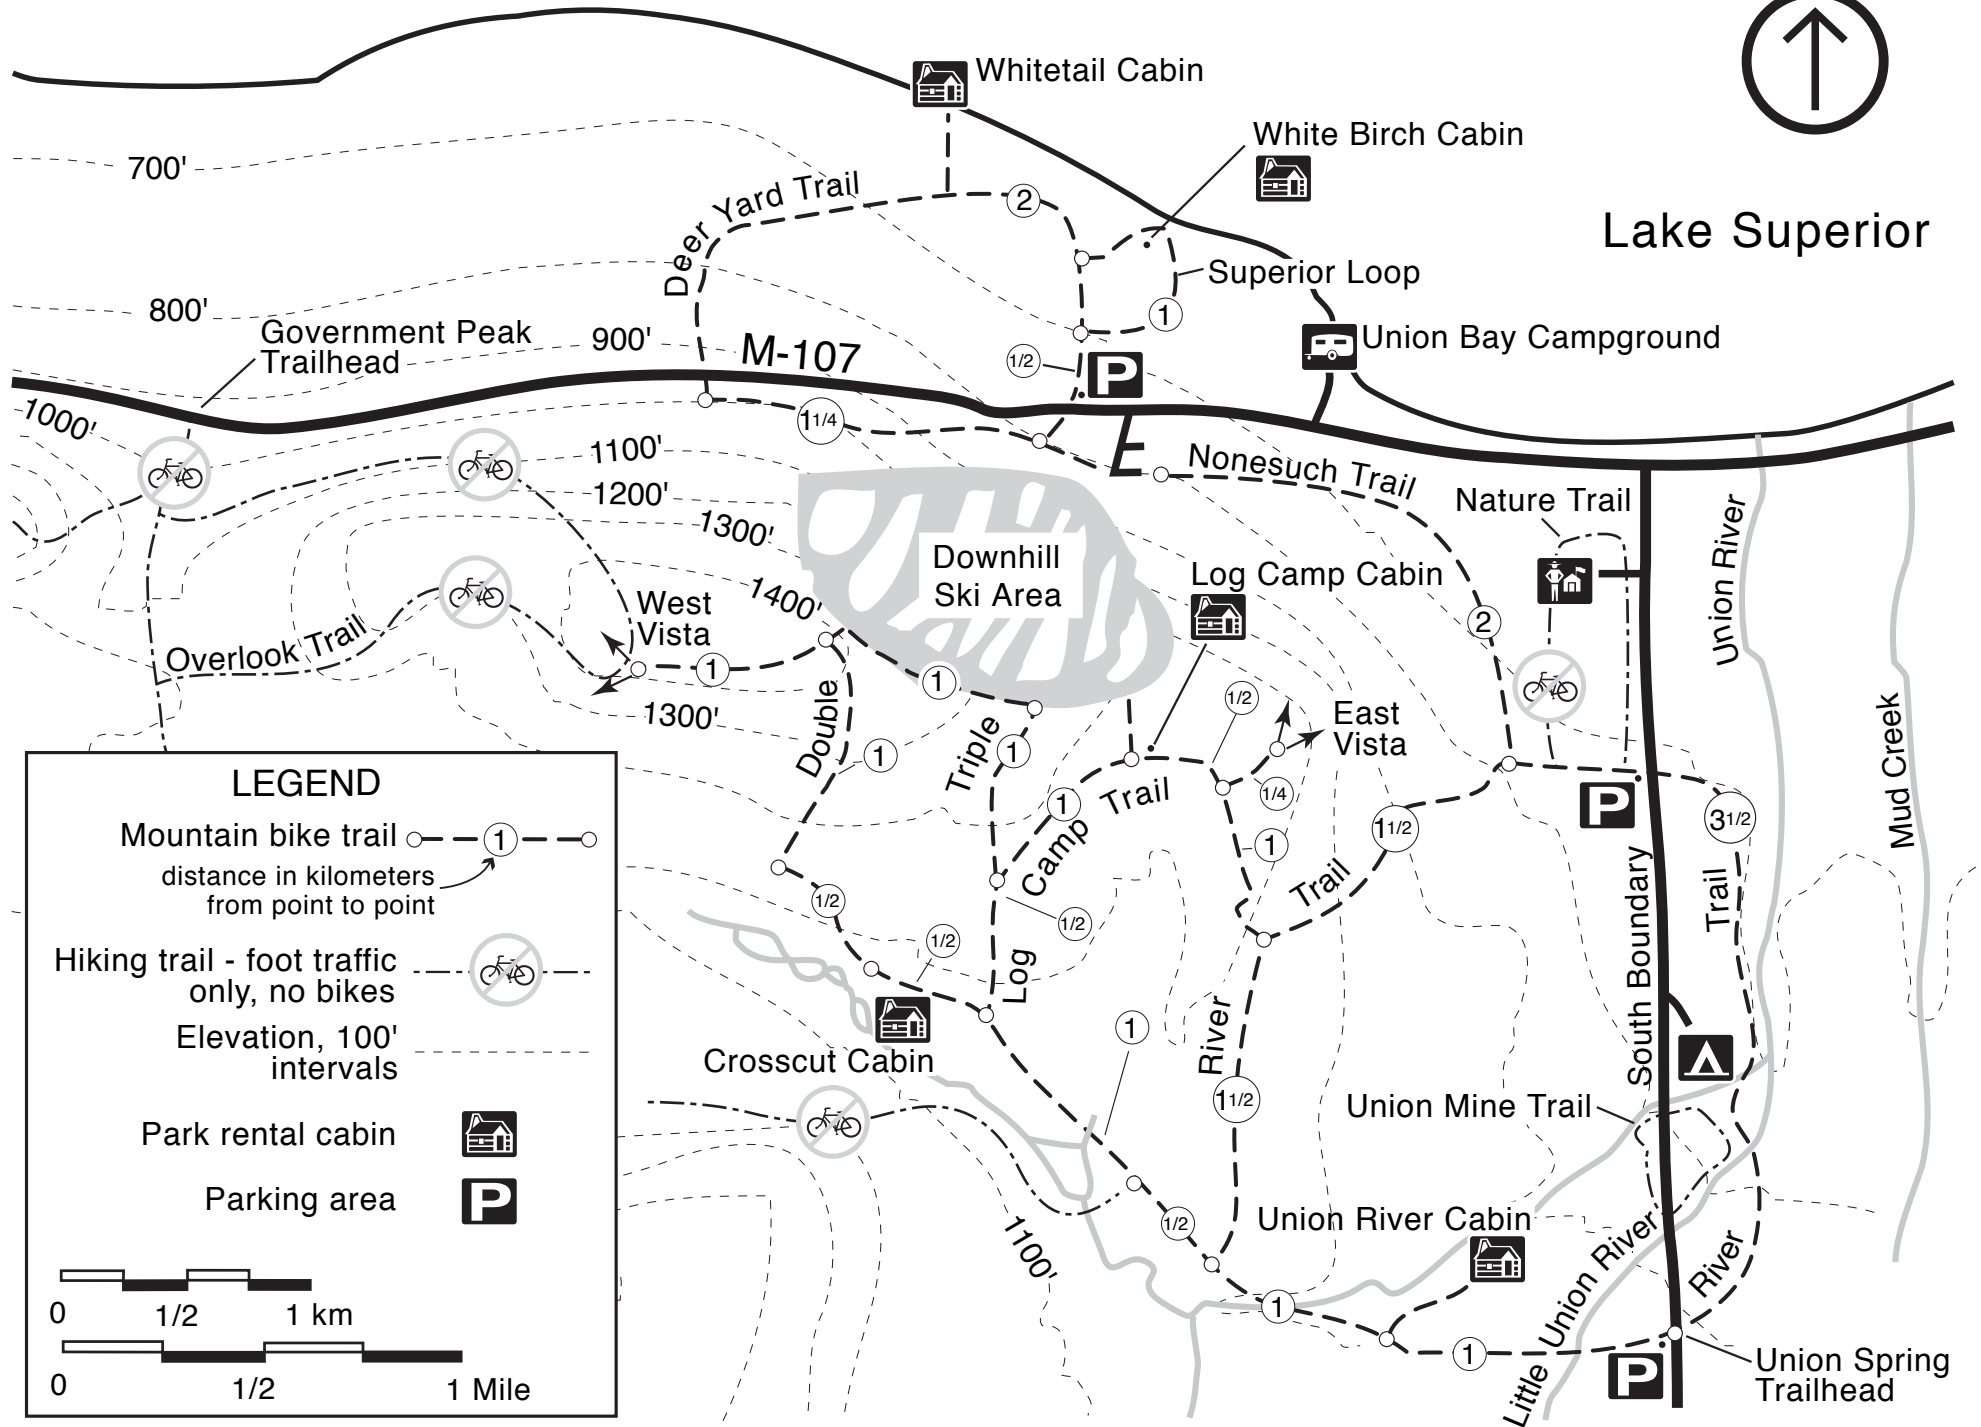 Whitetail Cabin
White Birch Cabin
700'
Deer Yard Trail
2
Lake Superior
Superior Loop
1
800'
Government Peak
Trailhead
900'
M-107
1/2
P
Union Bay Campground
1000'
1 1/4
1100'
Nonesuch Trail
1200'
Nature Trail
1300'
Downhill
Ski Area
Log Camp Cabin
Union River
1400'
West
Vista
2
Overlook Trail
1
1
1/2
1300'
Double
Triple
East
Vista
Mud Creek
1
1
1/4
1
Camp Trail
1
1 1/2
Trail
P
3 1/2
Trail
South Boundary
1/2
1/2
1/2
Log
Crosscut Cabin
1
River
1 1/2
Union Mine Trail
1/2
Union River Cabin
1100'
1
1
Little Union River
River
P
Union Spring
Trailhead
LEGEND
Mountain bike trail
1
distance in kilometers
from point to point
Hiking trail - foot traffic
only, no bikes
Elevation, 100'
intervals
Park rental cabin
Parking area
P
0
1/2
1 km
0
1/2
1 Mile